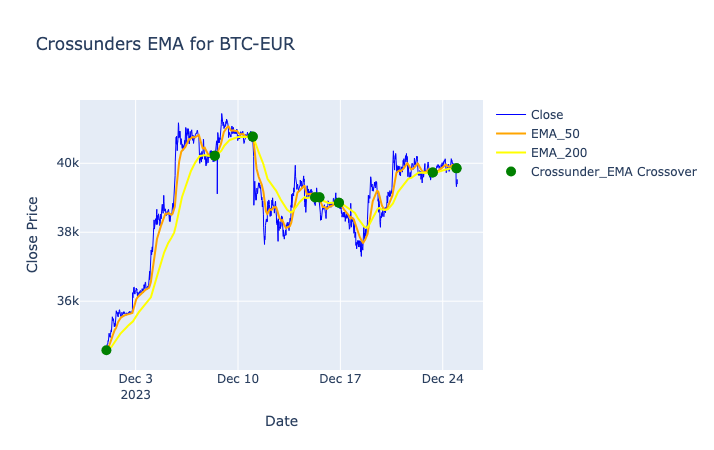 Crossunders EMA for BTC-EUR
Close
EMA_50
EMA_200
Crossunder_EMA Crossover
40k
38k
36k
Close Price
Dec 3
2023
Dec 10
Dec 17
Dec 24
Date